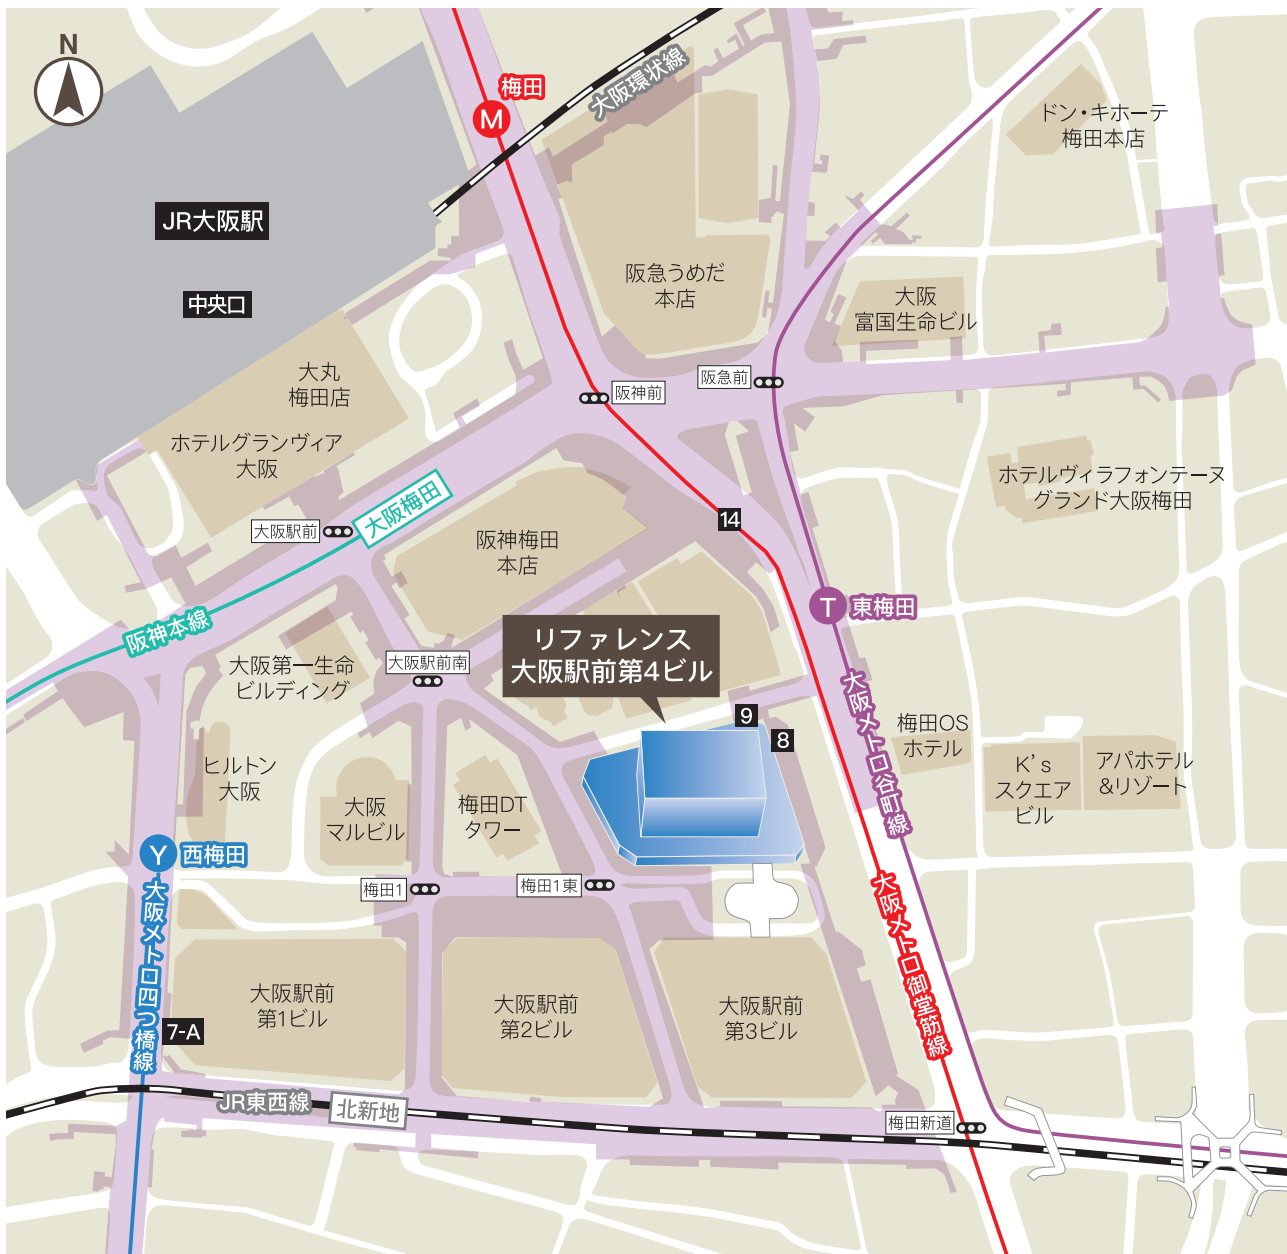 N
梅田
M
大阪環状線
ドン・キホーテ
梅田本店
JR大阪駅
中央口
阪急うめだ
本店
大阪
富国生命ビル
大丸
梅田店
阪急前
阪神前
ホテルグランヴィア
大阪
ホテルヴィラフォンテーヌ
グランド大阪梅田
大阪梅田
大阪駅前
14
阪神梅田
本店
T
東梅田
阪神本線
リファレンス
大阪駅前第4ビル
大阪駅前南
大阪第一生命
ビルディング
大阪メトロ谷町線
9
8
梅田OS
ホテル
K's
スクエア
ビル
アパホテル
&リゾート
ヒルトン
大阪
大阪
マルビル
梅田DT
タワー
Y
西梅田
梅田1
梅田1東
大阪メトロ四つ橋線
大阪メトロ御堂筋線
大阪駅前
第1ビル
大阪駅前
第2ビル
大阪駅前
第3ビル
7-A
JR東西線
北新地
梅田新道